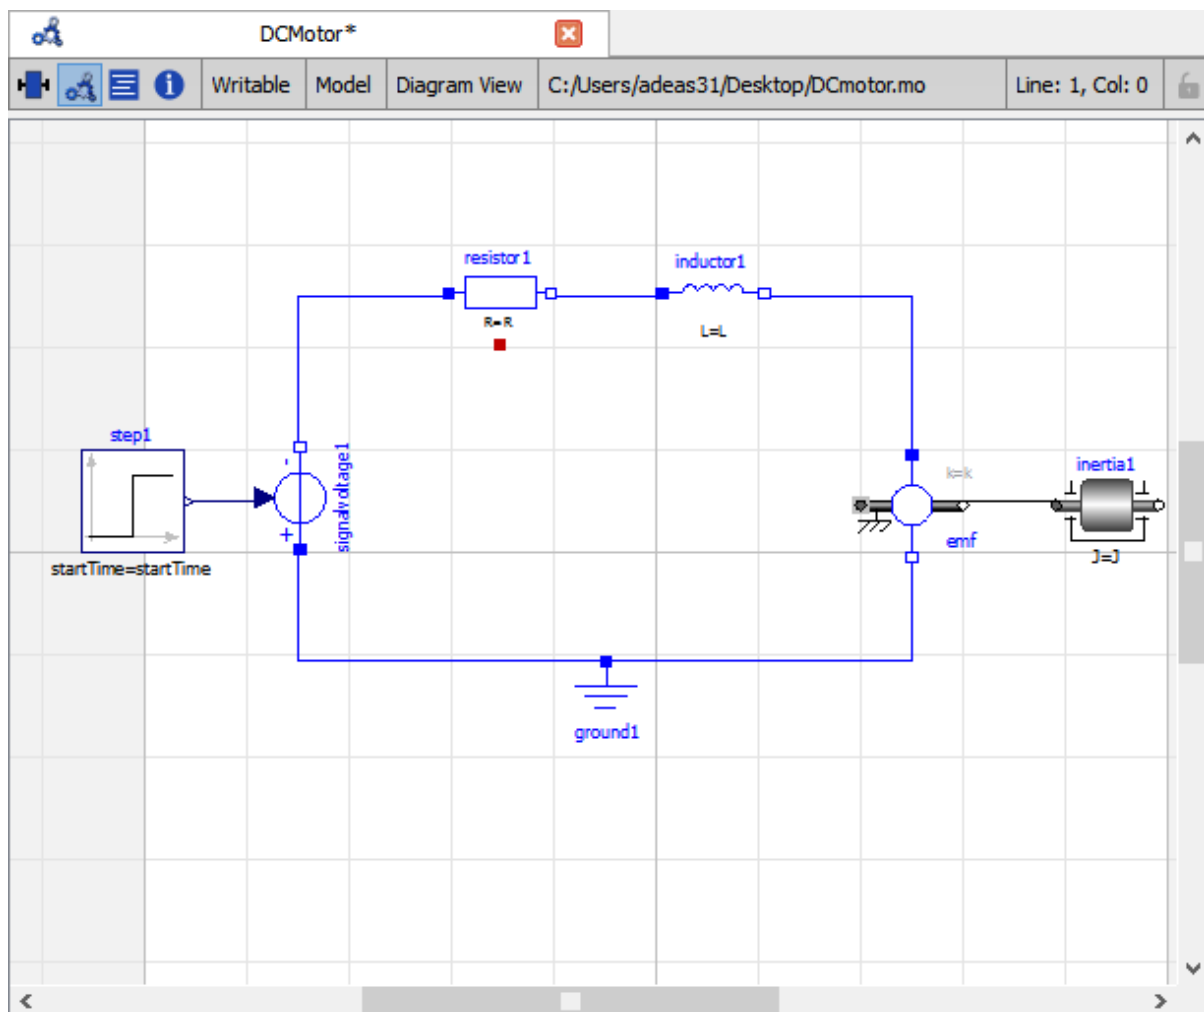 DCMotor*
Writable Model Diagram View C:/Users/adeas31/Desktop/DCmotor.mo Line: 1, Col: 0
resistor1
inductor1
R=R
L=L
step1
signalvoltage1
-
+
startTime=startTime
k=k
emf
inertia1
J=J
ground1